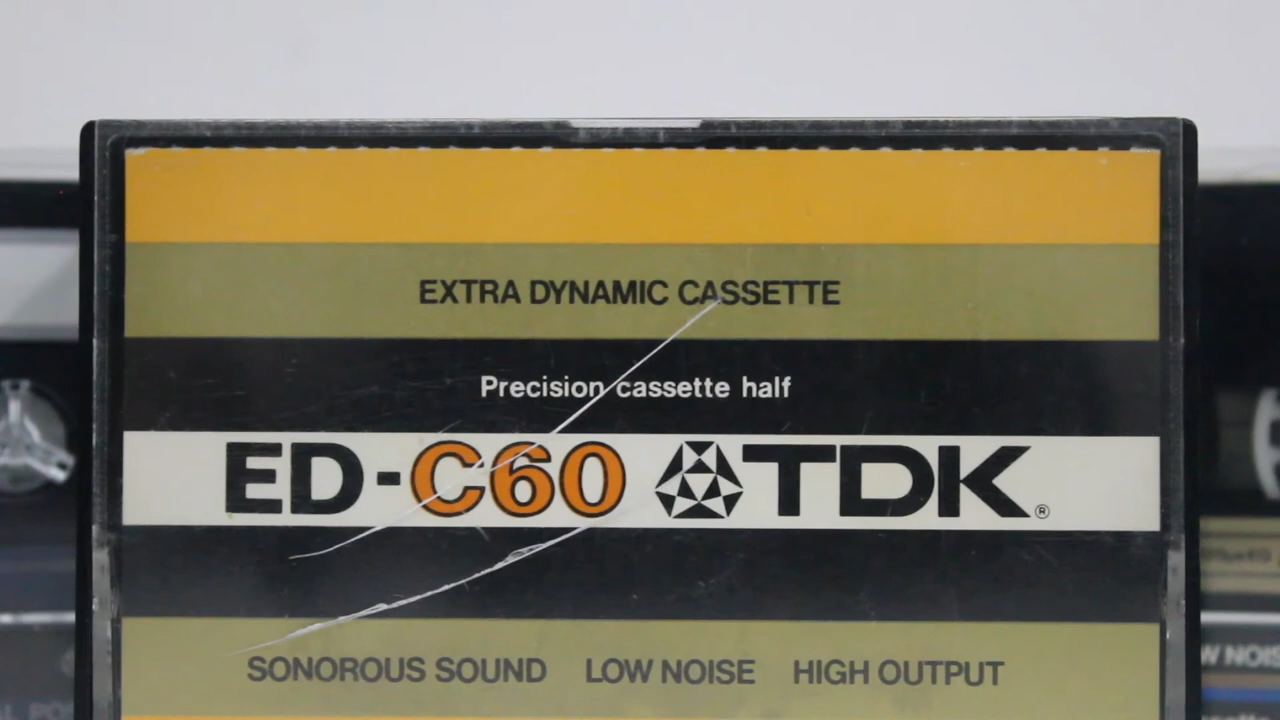 EXTRA DYNAMIC CASSETTE
Precision cassette half
ED-C60 TDK®
SONOROUS SOUND LOW NOISE HIGH OUTPUT